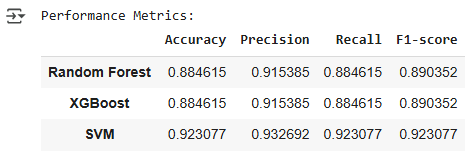 Performance Metrics:
Accuracy Precision Recall F1-score
Random Forest 0.884615 0.915385 0.884615 0.890352
XGBoost 0.884615 0.915385 0.884615 0.890352
SVM 0.923077 0.932692 0.923077 0.923077